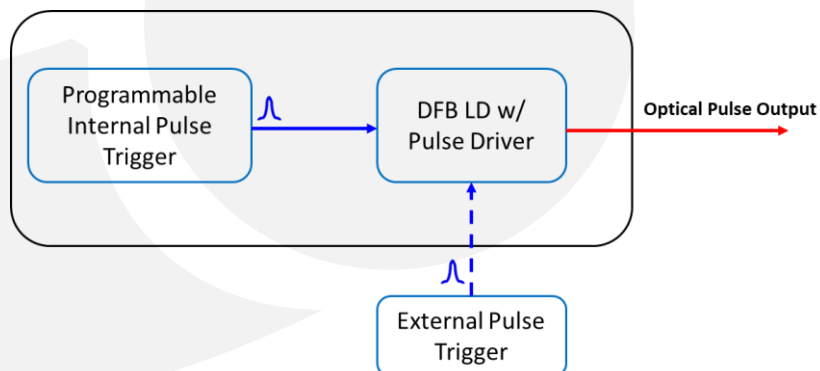 Programmable
Internal Pulse
Trigger
DFB LD w/
Pulse Driver
Optical Pulse Output
External Pulse
Trigger